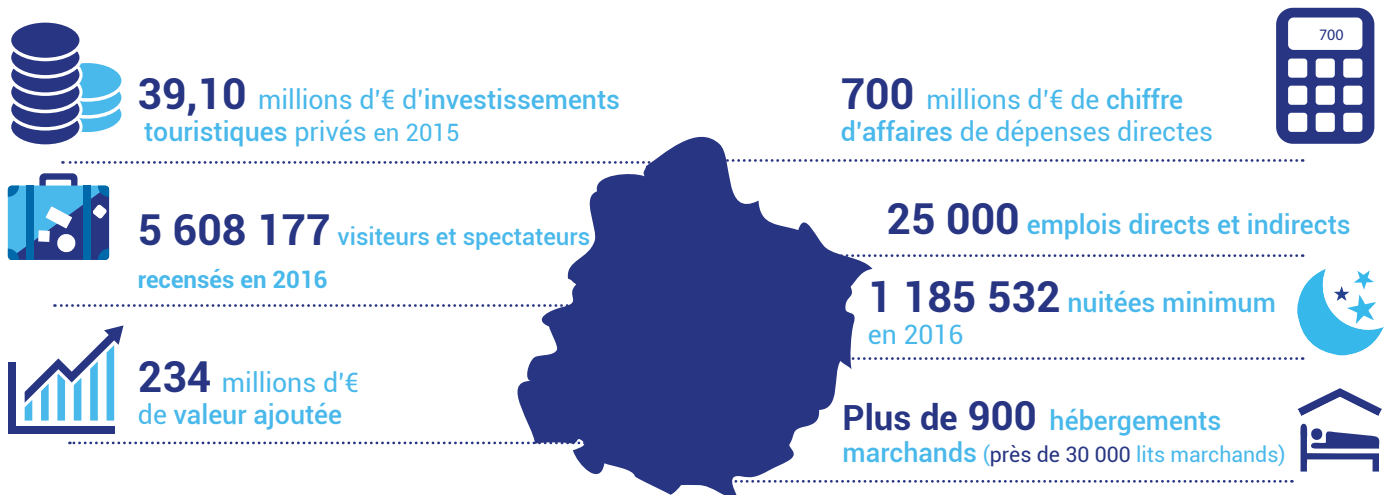 39,10 millions d'€ d'investissements
touristiques privés en 2015
5 608 177 visiteurs et spectateurs
recensés en 2016
234 millions d'€
de valeur ajoutée
700
700 millions d'€ de chiffre
d'affaires de dépenses directes
25 000 emplois directs et indirects
1 185 532 nuitées minimum
en 2016
Plus de 900 hébergements
marchands (près de 30 000 lits marchands)